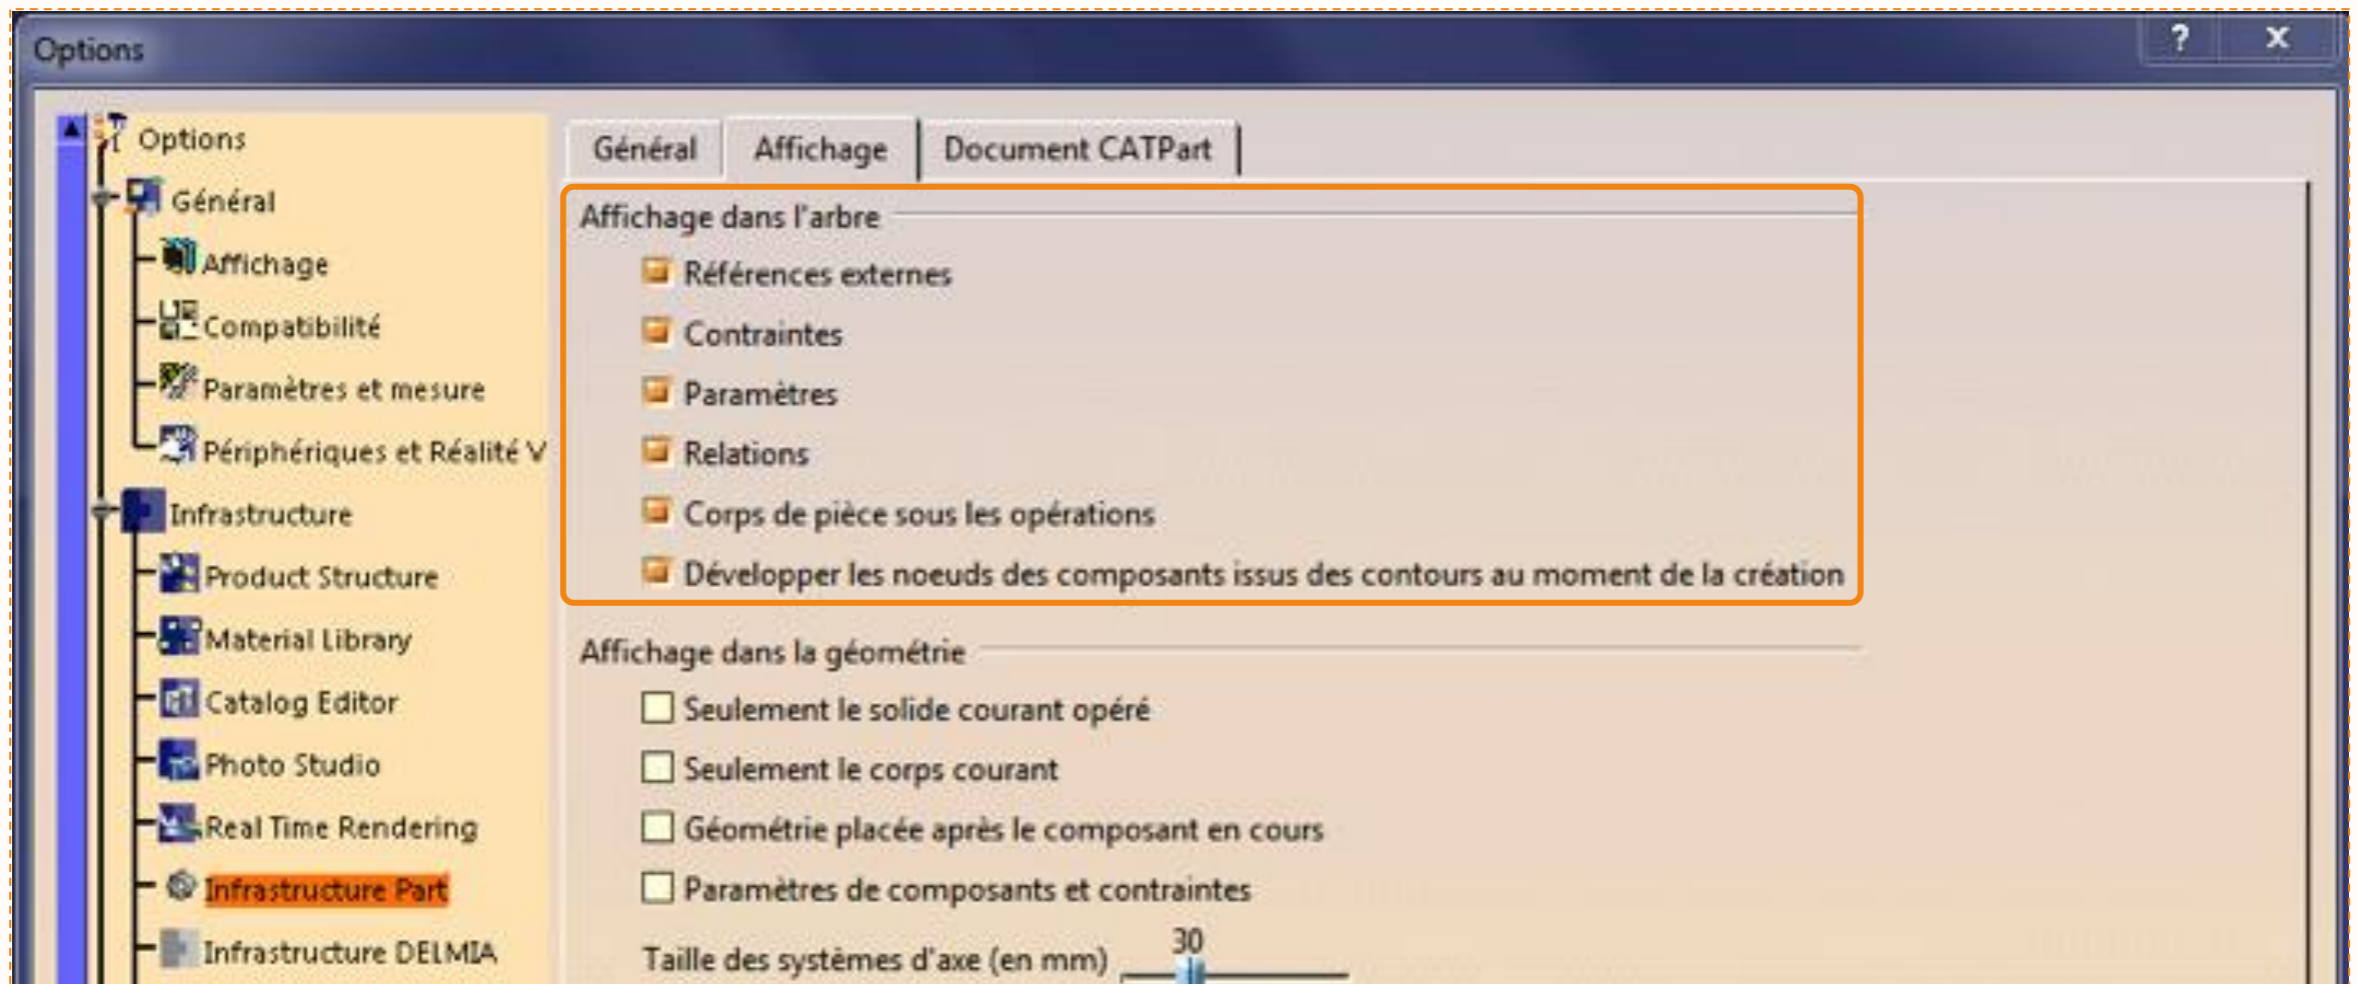 Options
? x
Options
Général
Affichage
Compatibilité
Paramètres et mesure
Périphériques et Réalité V
Infrastructure
Product Structure
Material Library
Catalog Editor
Photo Studio
Real Time Rendering
Infrastructure Part
Infrastructure DELMIA
Général Affichage Document CATPart
Affichage dans l'arbre
Références externes
Contraintes
Paramètres
Relations
Corps de pièce sous les opérations
Développer les noeuds des composants issus des contours au moment de la création
Affichage dans la géométrie
Seulement le solide courant opéré
Seulement le corps courant
Géométrie placée après le composant en cours
Paramètres de composants et contraintes
30
Taille des systèmes d'axe (en mm)